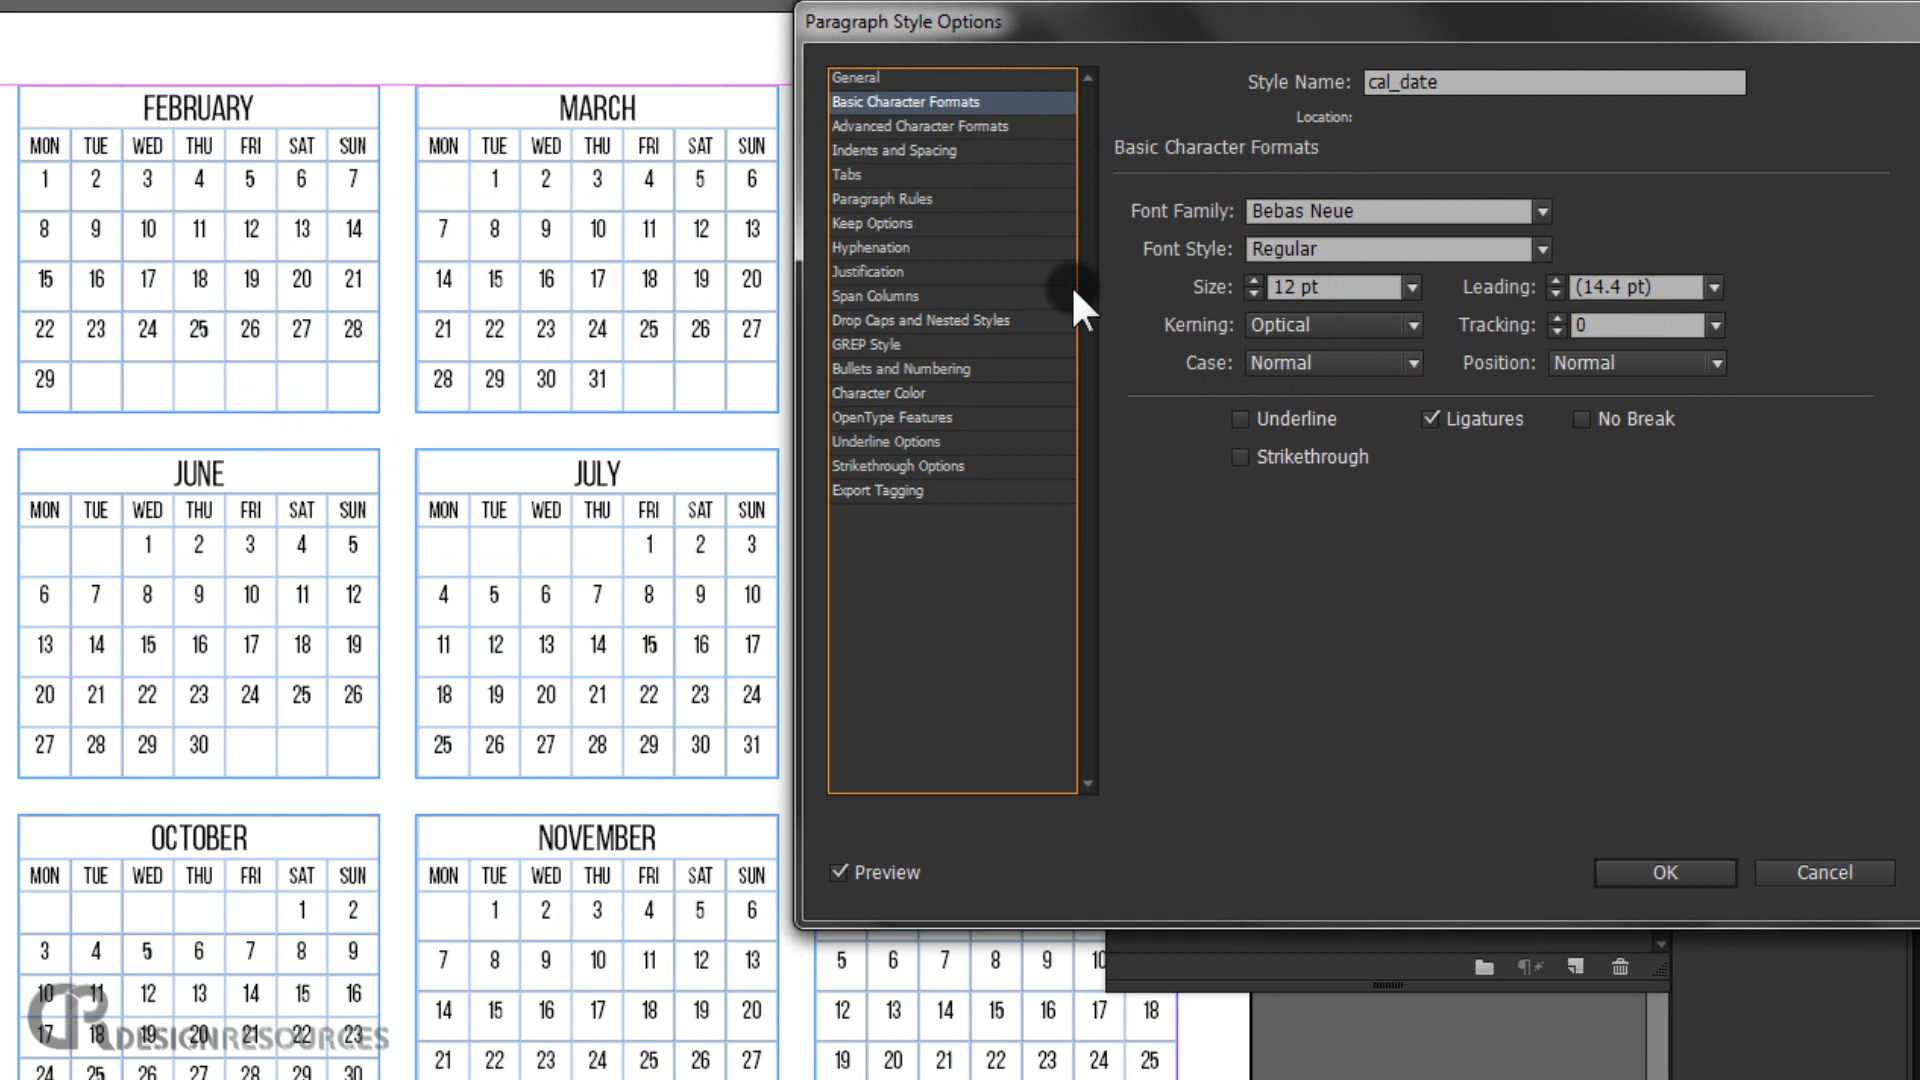 Paragraph Style Options
FEBRUARY
MON TUE WED THU FRI SAT SUN
1 2 3 4 5 6 7
8 9 10 11 12 13 14
15 16 17 18 19 20 21
22 23 24 25 26 27 28
29
MARCH
MON TUE WED THU FRI SAT SUN
1 2 3 4 5 6
7 8 9 10 11 12 13
14 15 16 17 18 19 20
21 22 23 24 25 26 27
28 29 30 31
JUNE
MON TUE WED THU FRI SAT SUN
1 2 3 4 5
6 7 8 9 10 11 12
13 14 15 16 17 18 19
20 21 22 23 24 25 26
27 28 29 30
JULY
MON TUE WED THU FRI SAT SUN
1 2 3
4 5 6 7 8 9 10
11 12 13 14 15 16 17
18 19 20 21 22 23 24
25 26 27 28 29 30 31
OCTOBER
MON TUE WED THU FRI SAT SUN
1 2
3 4 5 6 7 8 9
10 11 12 13 14 15 16
17 18 19 20 21 22 23
24 25 26 27 28 29 30
DESIGNRESOURCES
NOVEMBER
MON TUE WED THU FRI SAT SUN
1 2 3 4 5 6
7 8 9 10 11 12 13
14 15 16 17 18 19 20
21 22 23 24 25 26 27
5 6 7 8 9 10
12 13 14 15 16 17 18
19 20 21 22 23 24 25
General
Basic Character Formats
Advanced Character Formats
Indents and Spacing
Tabs
Paragraph Rules
Keep Options
Hyphenation
Justification
Span Columns
Drop Caps and Nested Styles
GREP Style
Bullets and Numbering
Character Color
OpenType Features
Underline Options
Strikethrough Options
Export Tagging
Style Name: cal_date
Location:
Basic Character Formats
Font Family: Bebas Neue
Font Style: Regular
Size: 12 pt Leading: (14.4 pt)
Kerning: Optical Tracking: 0
Case: Normal Position: Normal
Underline Ligatures No Break
Strikethrough
Preview OK Cancel